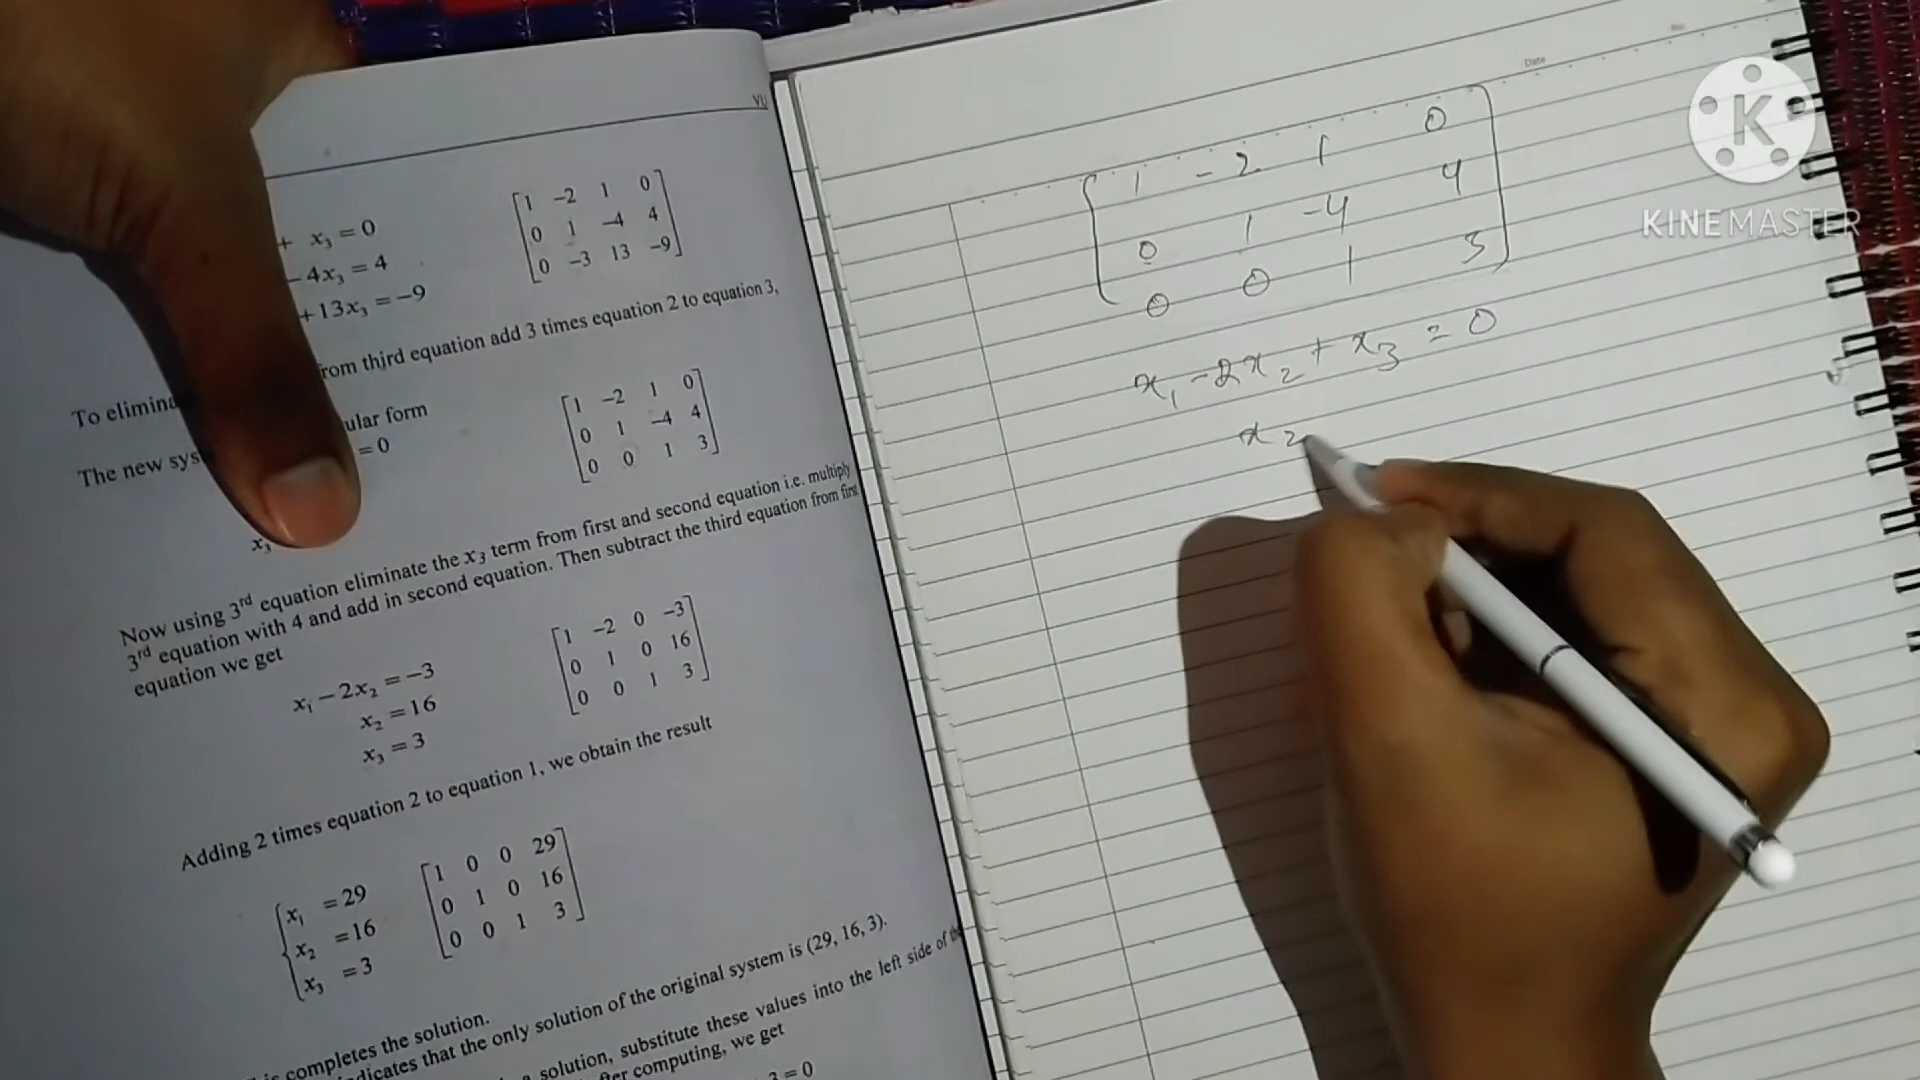 VU
+ x₃ = 0
- 4x₃ = 4
+13x₃ = -9
[1 -2 1 0
0 1 -4 4
0 -3 13 -9]
rom third equation add 3 times equation 2 to equation 3,
To elimina
ular form
The new sys
= 0
x₃
[1 -2 1 0
0 1 -4 4
0 0 1 3]
Now using 3rd equation eliminate the x₃ term from first and second equation i.e. multiply
3rd equation with 4 and add in second equation. Then subtract the third equation from first
equation we get
x₁ - 2x₂ = -3
x₂ = 16
x₃ = 3
[1 -2 0 -3
0 1 0 16
0 0 1 3]
Adding 2 times equation 2 to equation 1, we obtain the result
{x₁ = 29
x₂ = 16
x₃ = 3
[1 0 0 29
0 1 0 16
0 0 1 3]
completes the solution.
indicates that the only solution of the original system is (29, 16, 3).
solution, substitute these values into the left side of the
computing, we get
= 0
Date
No.
[1 -2 1 0
0 1 -4 4
0 0 1 3]
x₁ - 2x₂ + x₃ = 0
x₂
K
KINEMASTER